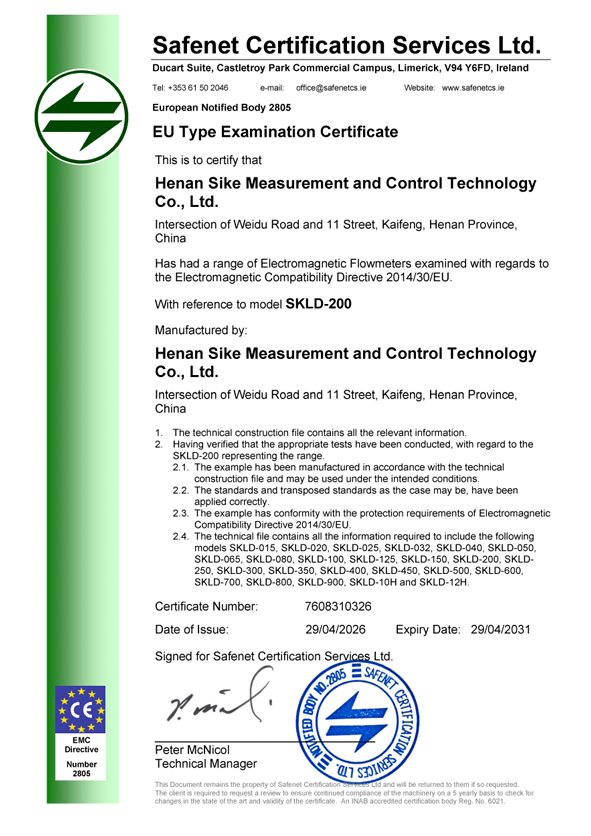 Safenet Certification Services Ltd.
Ducart Suite, Castletroy Park Commercial Campus, Limerick, V94 Y6FD, Ireland
Tel: +353 61 50 2046 e-mail: office@safenetcs.ie Website: www.safenetcs.ie
European Notified Body 2805
EU Type Examination Certificate
This is to certify that
Henan Sike Measurement and Control Technology
Co., Ltd.
Intersection of Weidu Road and 11 Street, Kaifeng, Henan Province,
China
Has had a range of Electromagnetic Flowmeters examined with regards to
the Electromagnetic Compatibility Directive 2014/30/EU.
With reference to model SKLD-200
Manufactured by:
Henan Sike Measurement and Control Technology
Co., Ltd.
Intersection of Weidu Road and 11 Street, Kaifeng, Henan Province,
China
1. The technical construction file contains all the relevant information.
2. Having verified that the appropriate tests have been conducted, with regard to the
SKLD-200 representing the range.
2.1. The example has been manufactured in accordance with the technical
construction file and may be used under the intended conditions.
2.2. The standards and transposed standards as the case may be, have been
applied correctly.
2.3. The example has conformity with the protection requirements of Electromagnetic
Compatibility Directive 2014/30/EU.
2.4. The technical file contains all the information required to include the following
models SKLD-015, SKLD-020, SKLD-025, SKLD-032, SKLD-040, SKLD-050,
SKLD-065, SKLD-080, SKLD-100, SKLD-125, SKLD-150, SKLD-200, SKLD-
250, SKLD-300, SKLD-350, SKLD-400, SKLD-450, SKLD-500, SKLD-600,
SKLD-700, SKLD-800, SKLD-900, SKLD-10H and SKLD-12H.
Certificate Number: 7608310326
Date of Issue: 29/04/2026 Expiry Date: 29/04/2031
Signed for Safenet Certification Services Ltd.
NOTIFIED BODY NO. 2805
SAFENET CERTIFICATION SERVICES LTD.
CE
EMC
Directive
Number
2805
Peter McNicol
Technical Manager
This Document remains the property of Safenet Certification Services Ltd and will be returned to them if so requested.
The client is required to request a review to ensure continued compliance of the machinery on a 5 yearly basis to check for
changes in the state of the art and validity of the certificate. An INAB accredited certification body Reg. No. 6021.